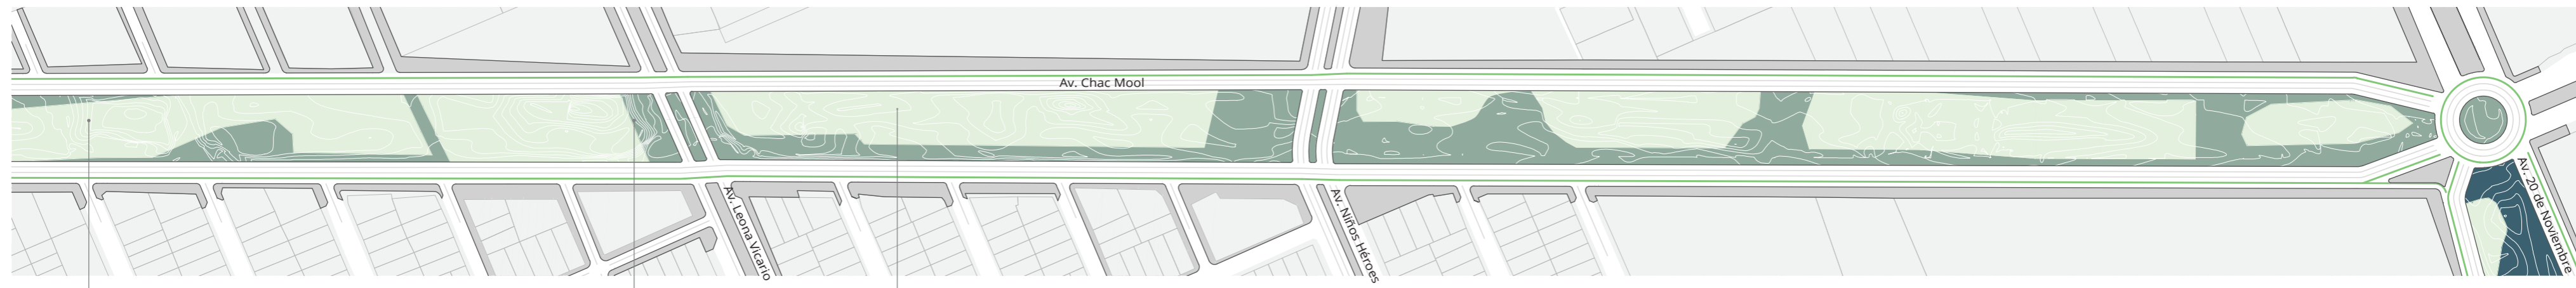 Av. Chac Mool
Av. Leona Vicario
Av. Niños Héroes
Av. 20 de Noviembre